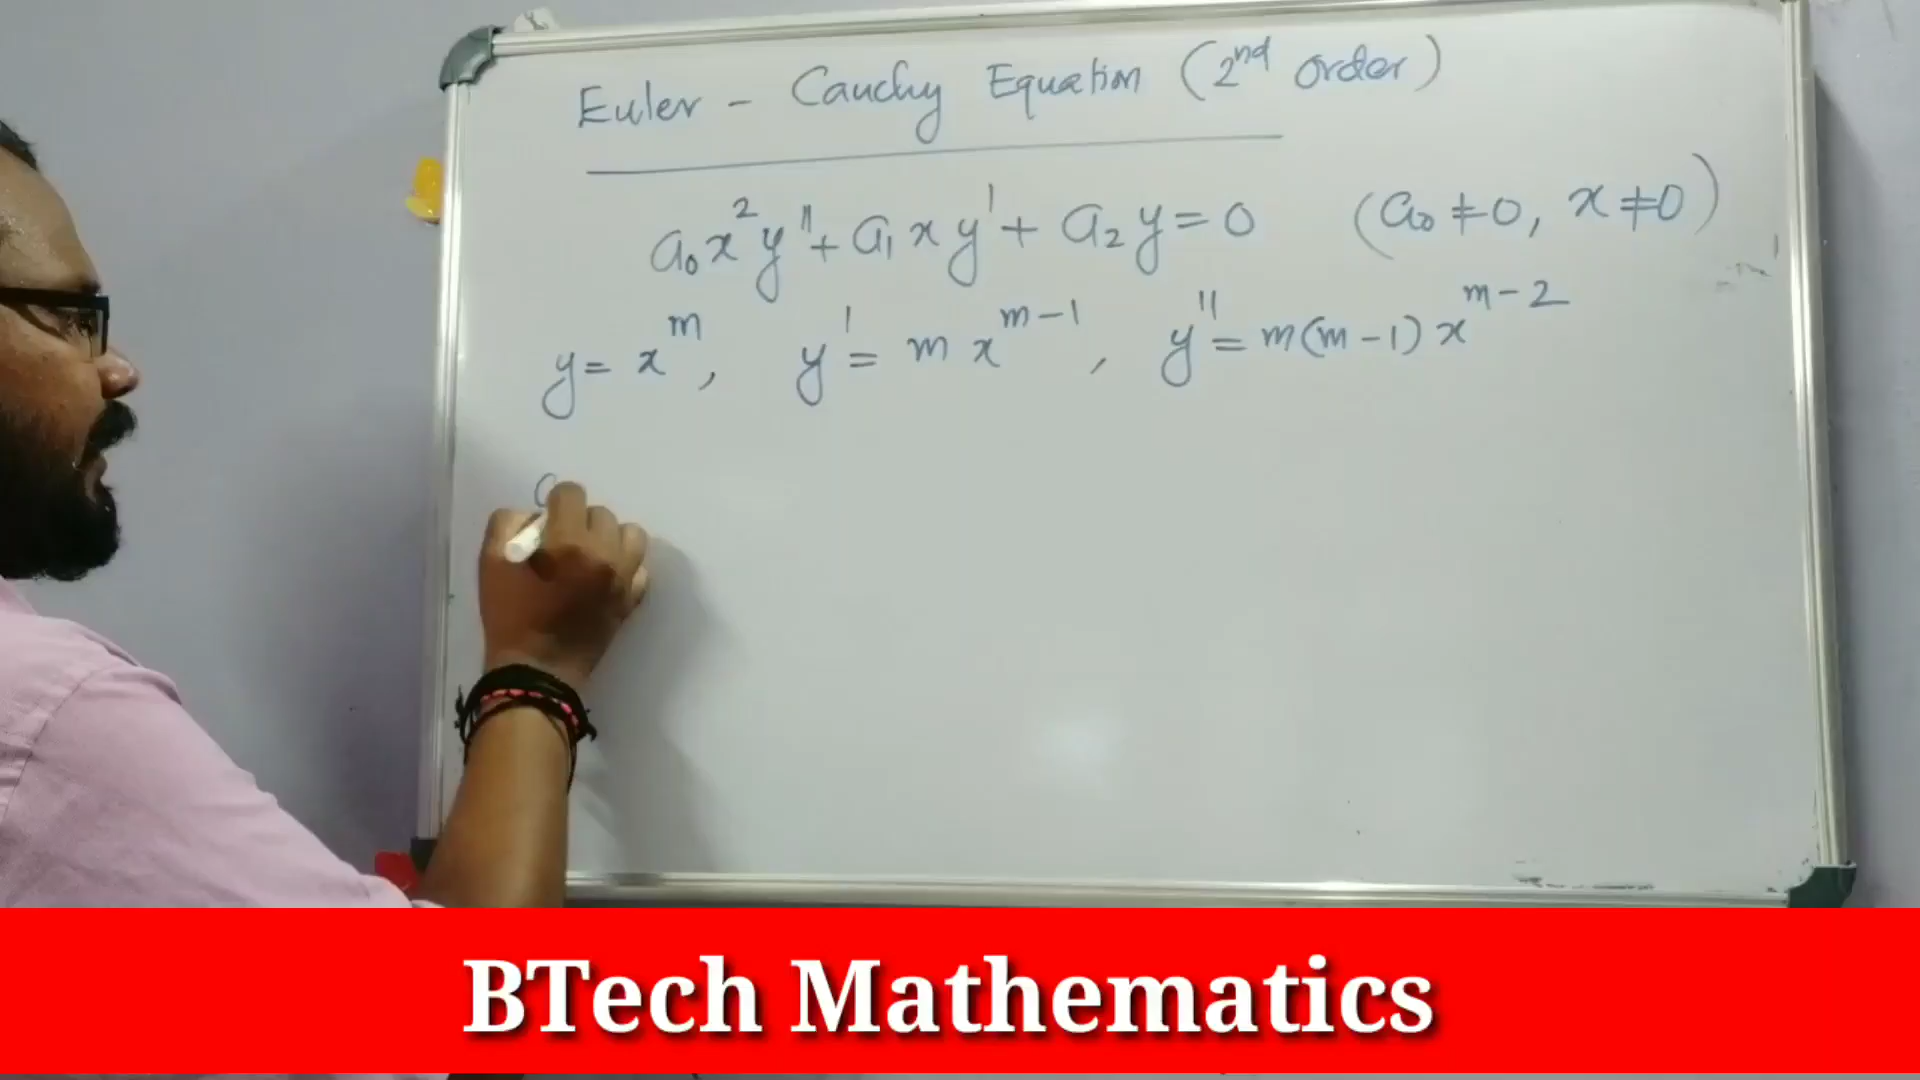 Euler - Cauchy Equation (2nd order)
a₀x²y'' + a₁xy' + a₂y = 0 (a₀ ≠ 0, x ≠ 0)
y = x^m, y' = m x^(m-1), y'' = m(m-1) x^(m-2)
a
BTech Mathematics